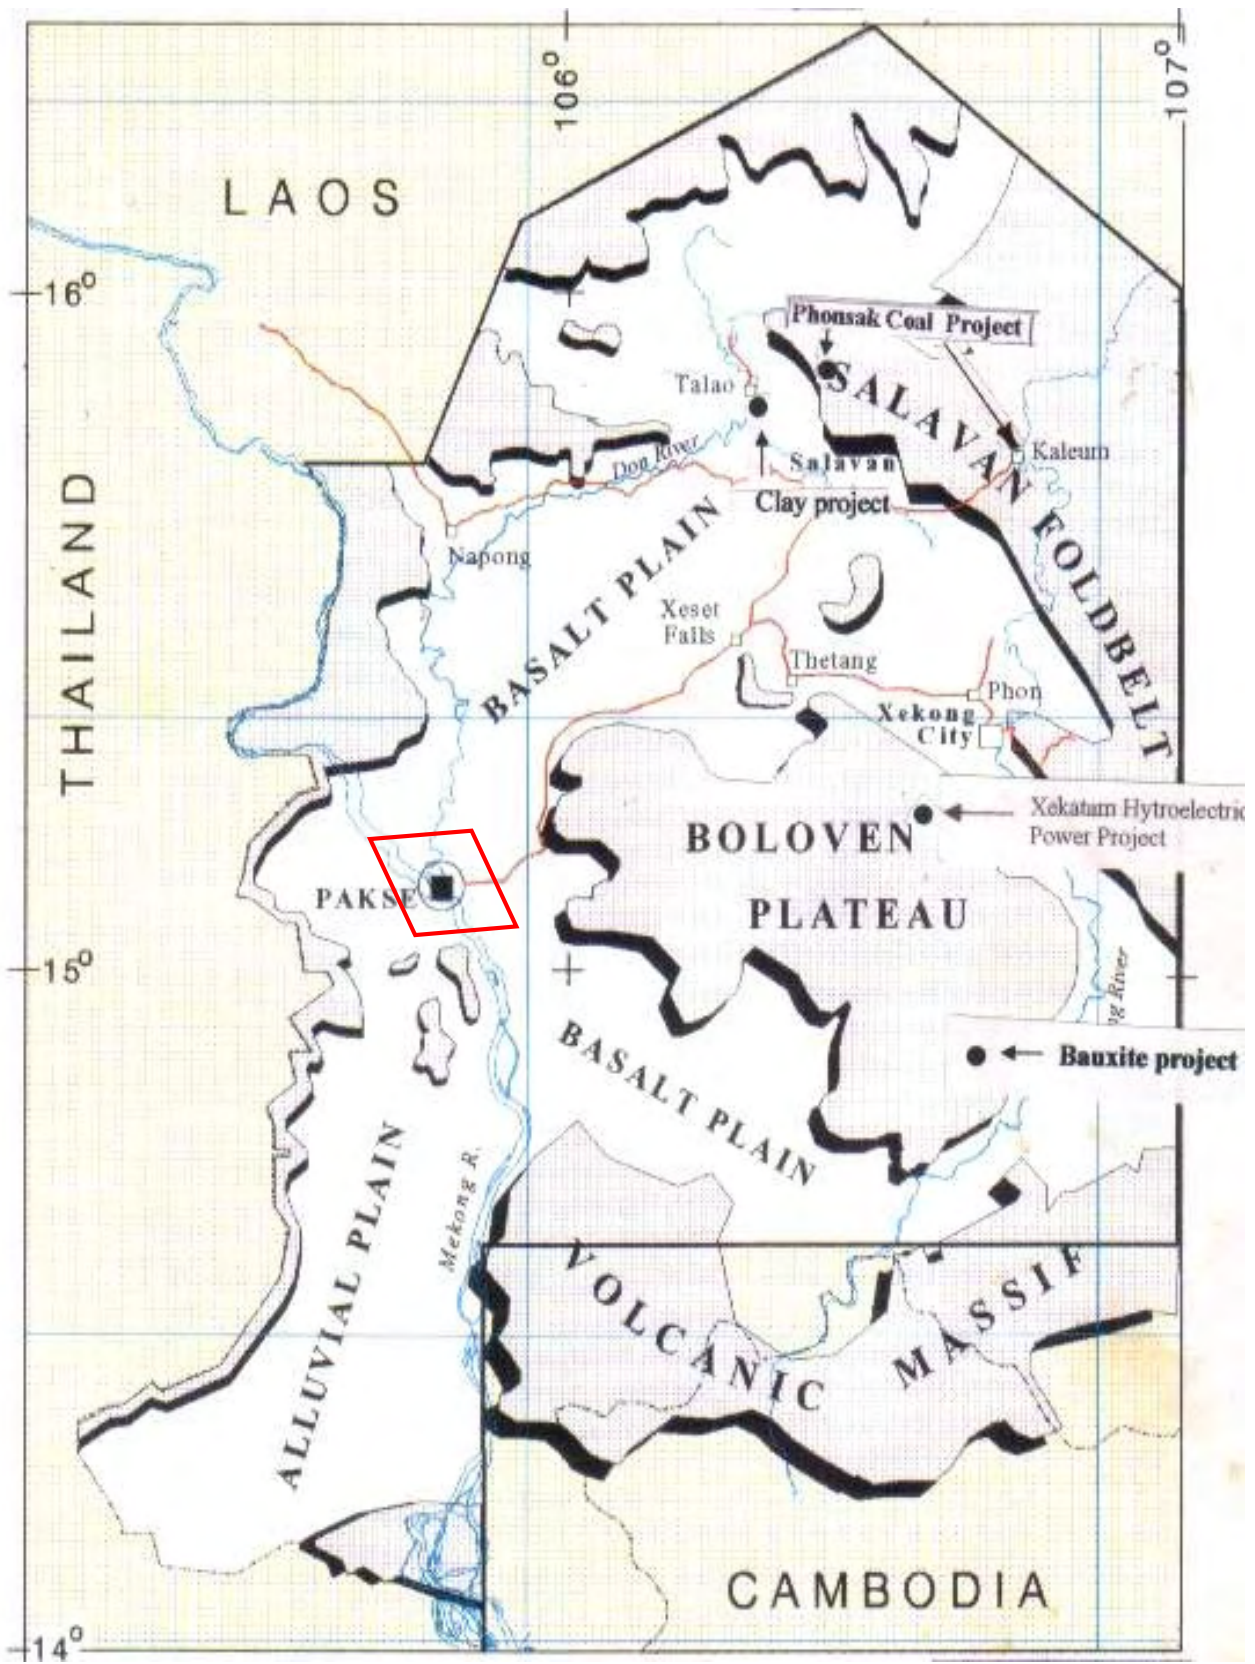 106°
107°
LAOS
16°
Phonsak Coal Project
SALAVAN FOLDBELT
Talao
Don River
Kaleum
Salavan
Clay project
THAILAND
Napong
BASALT PLAIN
Xeset
Falls
Thetang
Phon
Xekong
City
Xekatam Hytroelectric
Power Project
BOLOVEN
PLATEAU
PAKSE
15°
River
BASALT PLAIN
Bauxite project
ALLUVIAL PLAIN
Mekong R.
VOLCANIC MASSIF
CAMBODIA
14°